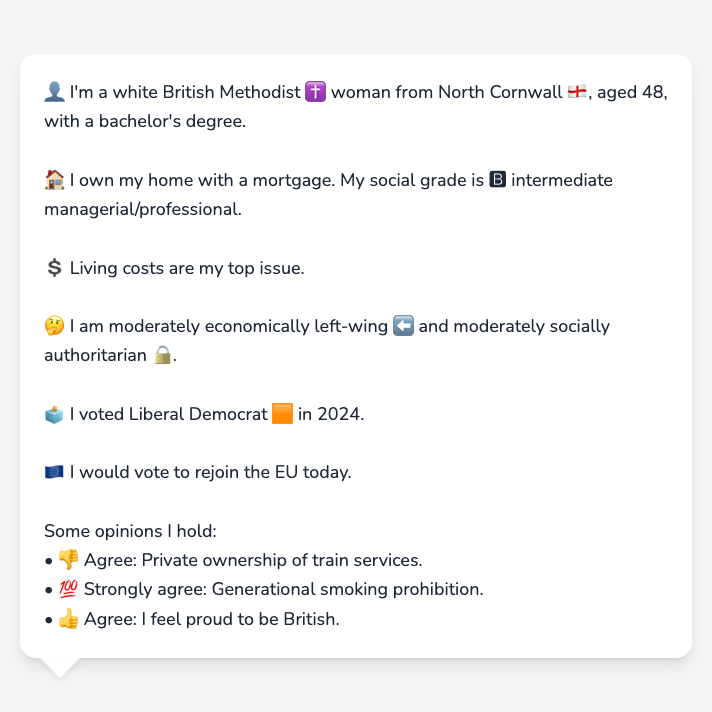 👤 I'm a white British Methodist ✝️ woman from North Cornwall 🏴󠁧󠁢󠁥󠁮󠁧󠁿, aged 48,
with a bachelor's degree.
🏠 I own my home with a mortgage. My social grade is 🅱 intermediate
managerial/professional.
💲 Living costs are my top issue.
🤔 I am moderately economically left-wing ⬅️ and moderately socially
authoritarian 🔒.
🗳️ I voted Liberal Democrat 🟧 in 2024.
🇪🇺 I would vote to rejoin the EU today.
Some opinions I hold:
• 👎 Agree: Private ownership of train services.
• 💯 Strongly agree: Generational smoking prohibition.
• 👍 Agree: I feel proud to be British.